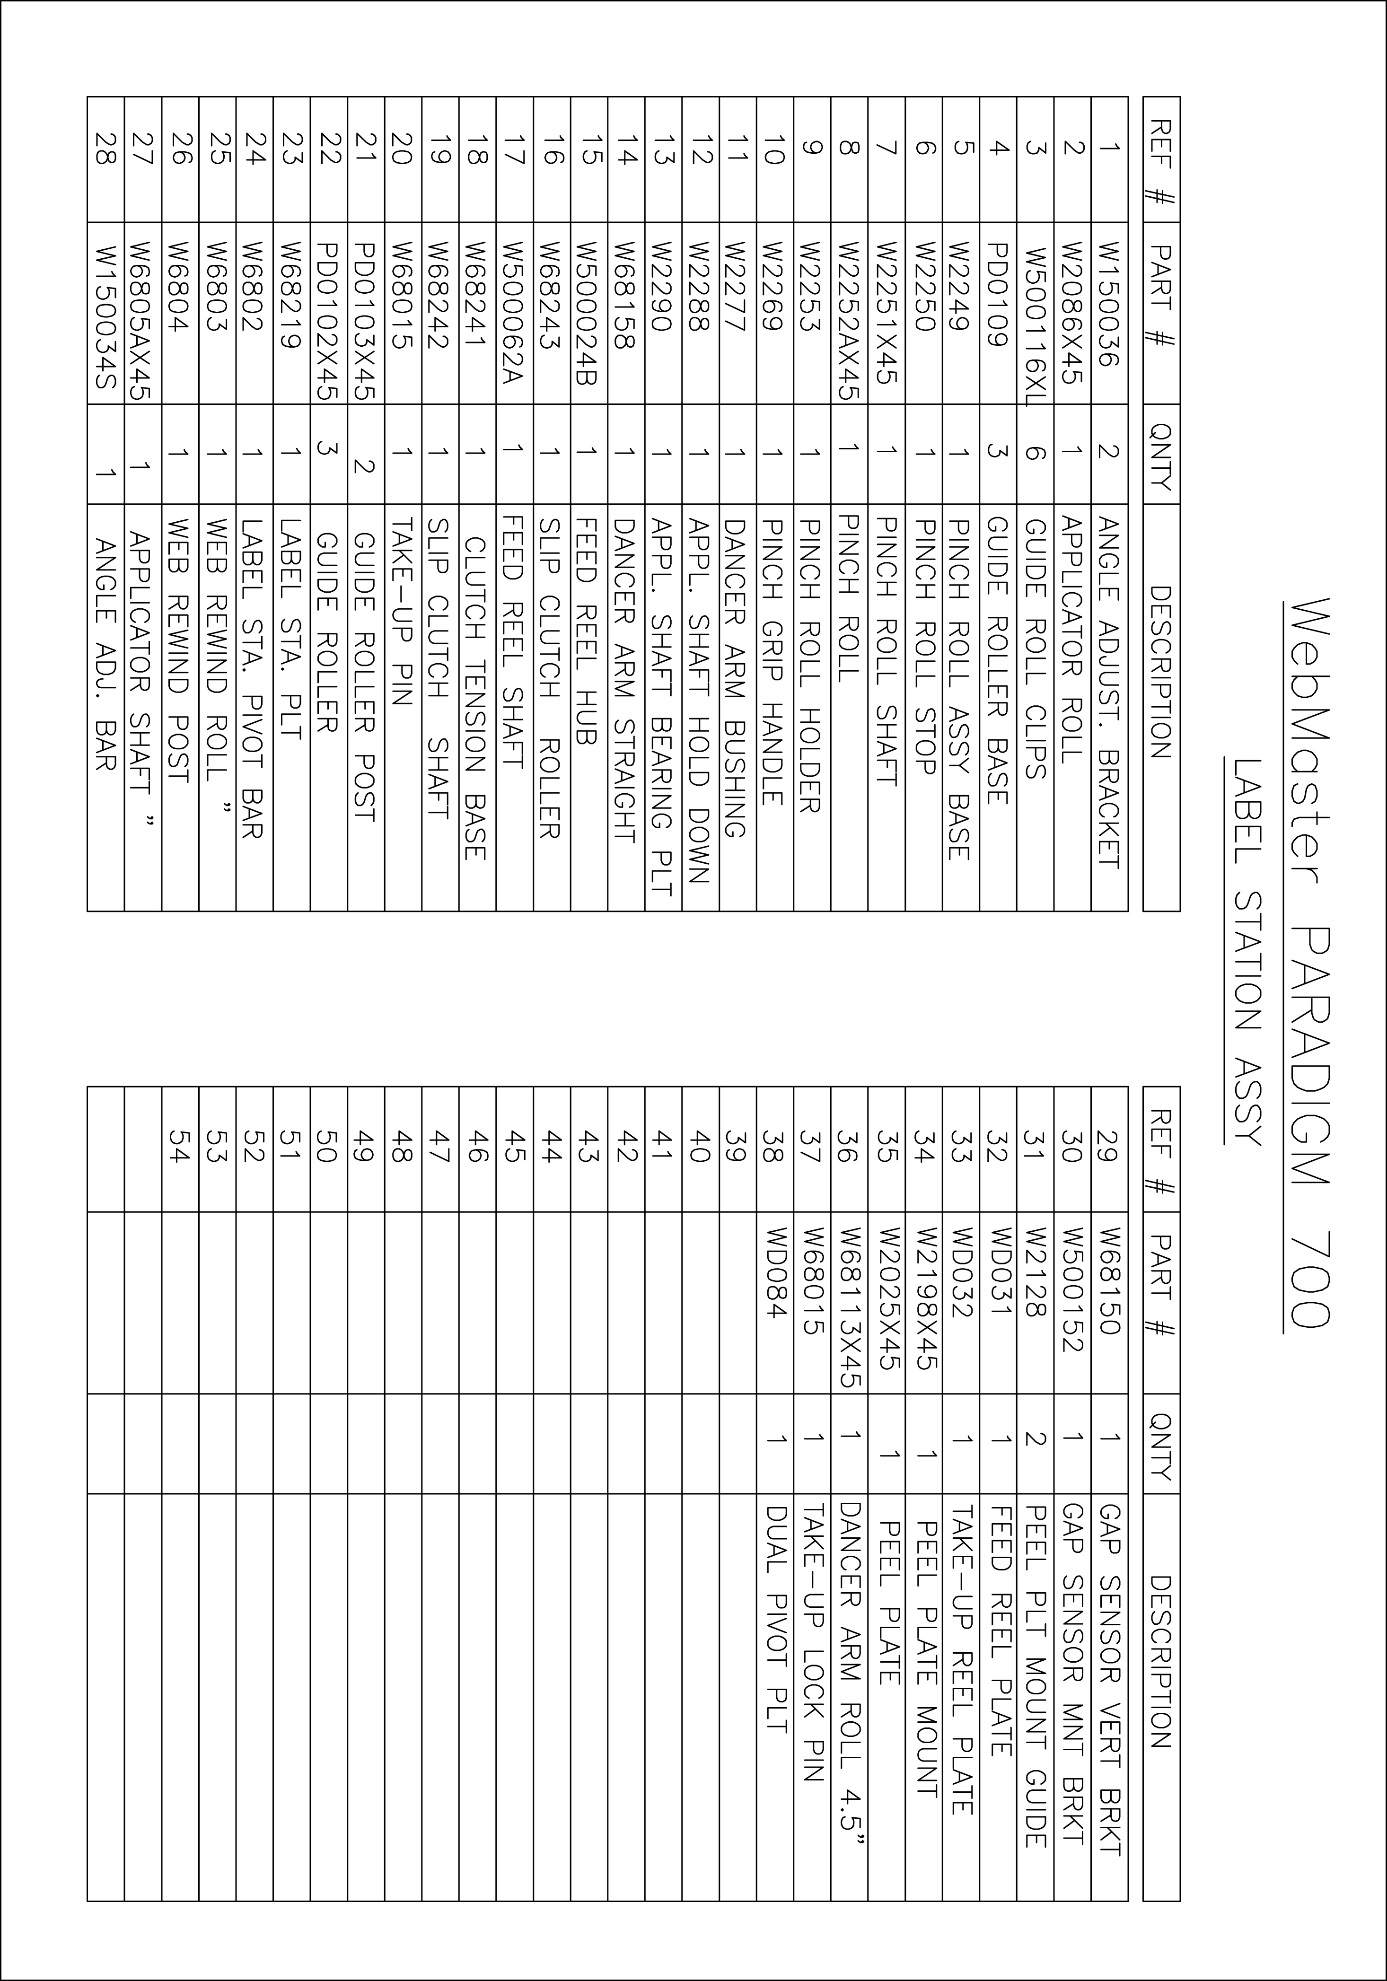 WebMaster PARADIGM 700
LABEL STATION ASSY
REF # PART # QNTY DESCRIPTION
1 W150036 2 ANGLE ADJUST. BRACKET
2 W2086X45 1 APPLICATOR ROLL
3 W500116XL 6 GUIDE ROLL CLIPS
4 PD0109 3 GUIDE ROLLER BASE
5 W2249 1 PINCH ROLL ASSY BASE
6 W2250 1 PINCH ROLL STOP
7 W2251X45 1 PINCH ROLL SHAFT
8 W2252AX45 1 PINCH ROLL
9 W2253 1 PINCH ROLL HOLDER
10 W2269 1 PINCH GRIP HANDLE
11 W2277 1 DANCER ARM BUSHING
12 W2288 1 APPL. SHAFT HOLD DOWN
13 W2290 1 APPL. SHAFT BEARING PLT
14 W68158 1 DANCER ARM STRAIGHT
15 W500024B 1 FEED REEL HUB
16 W68243 1 SLIP CLUTCH ROLLER
17 W500062A 1 FEED REEL SHAFT
18 W68241 1 CLUTCH TENSION BASE
19 W68242 1 SLIP CLUTCH SHAFT
20 W68015 1 TAKE-UP PIN
21 PD0103X45 2 GUIDE ROLLER POST
22 PD0102X45 3 GUIDE ROLLER
23 W68219 1 LABEL STA. PLT
24 W6802 1 LABEL STA. PIVOT BAR
25 W6803 1 WEB REWIND ROLL "
26 W6804 1 WEB REWIND POST
27 W6805AX45 1 APPLICATOR SHAFT "
28 W150034S 1 ANGLE ADJ. BAR
REF # PART # QNTY DESCRIPTION
29 W68150 1 GAP SENSOR VERT BRKT
30 W500152 1 GAP SENSOR MNT BRKT
31 W2128 2 PEEL PLT MOUNT GUIDE
32 WD031 1 FEED REEL PLATE
33 WD032 1 TAKE-UP REEL PLATE
34 W2198X45 1 PEEL PLATE MOUNT
35 W2025X45 1 PEEL PLATE
36 W68113X45 1 DANCER ARM ROLL 4.5"
37 W68015 1 TAKE-UP LOCK PIN
38 WD084 1 DUAL PIVOT PLT
39
40
41
42
43
44
45
46
47
48
49
50
51
52
53
54